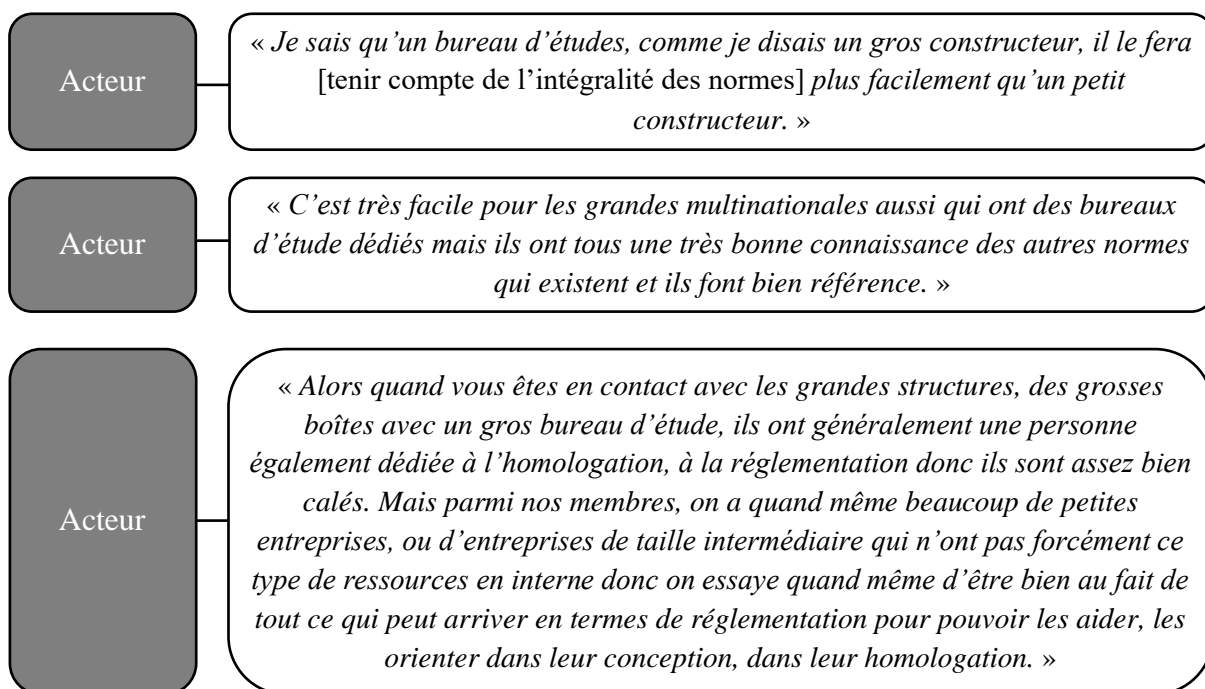 Acteur
« Je sais qu’un bureau d’études, comme je disais un gros constructeur, il le fera
[tenir compte de l’intégralité des normes] plus facilement qu’un petit
constructeur. »
Acteur
« C’est très facile pour les grandes multinationales aussi qui ont des bureaux
d’étude dédiés mais ils ont tous une très bonne connaissance des autres normes
qui existent et ils font bien référence. »
Acteur
« Alors quand vous êtes en contact avec les grandes structures, des grosses
boîtes avec un gros bureau d’étude, ils ont généralement une personne
également dédiée à l’homologation, à la réglementation donc ils sont assez bien
calés. Mais parmi nos membres, on a quand même beaucoup de petites
entreprises, ou d’entreprises de taille intermédiaire qui n’ont pas forcément ce
type de ressources en interne donc on essaye quand même d’être bien au fait de
tout ce qui peut arriver en termes de réglementation pour pouvoir les aider, les
orienter dans leur conception, dans leur homologation. »